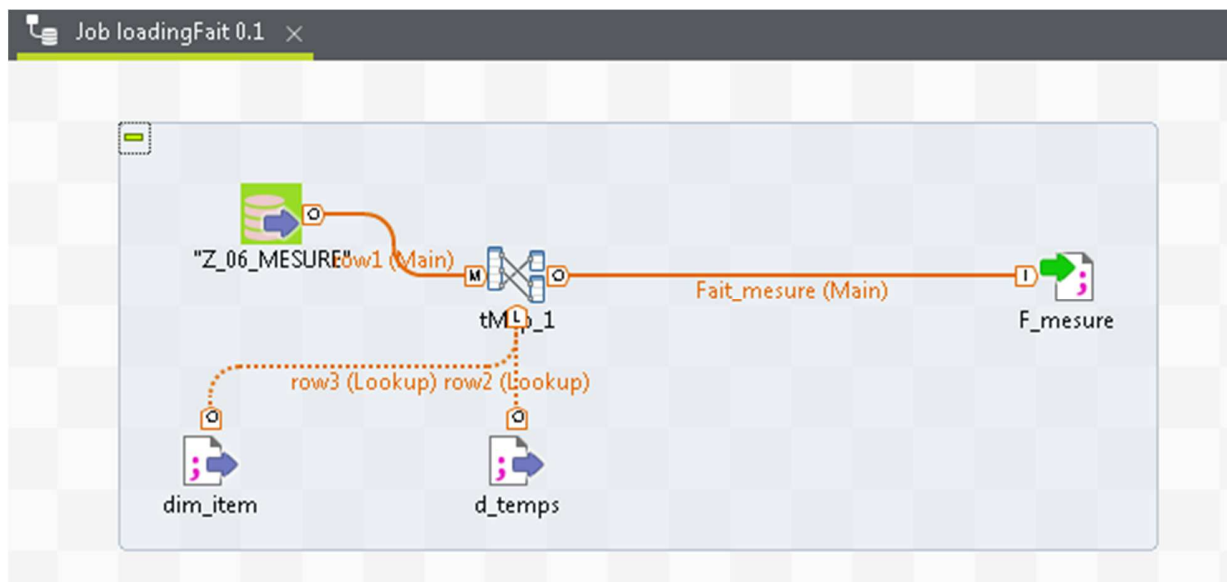 Job loadingFait 0.1
"Z_06_MESURE"
row1 (Main)
M
O
Fait_mesure (Main)
I
F_mesure
tMap_1
L
row3 (Lookup) row2 (Lookup)
O
O
O
dim_item
d_temps